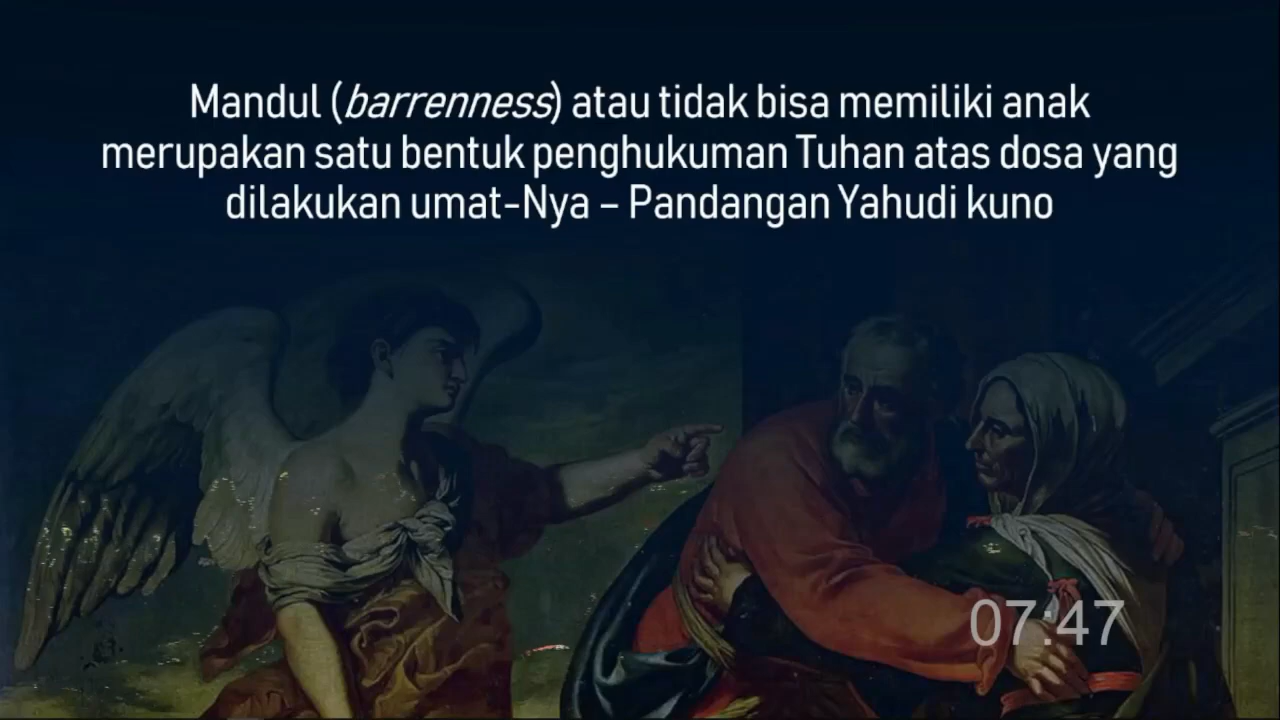 Mandul (barrenness) atau tidak bisa memiliki anak
merupakan satu bentuk penghukuman Tuhan atas dosa yang
dilakukan umat-Nya – Pandangan Yahudi kuno
07:47